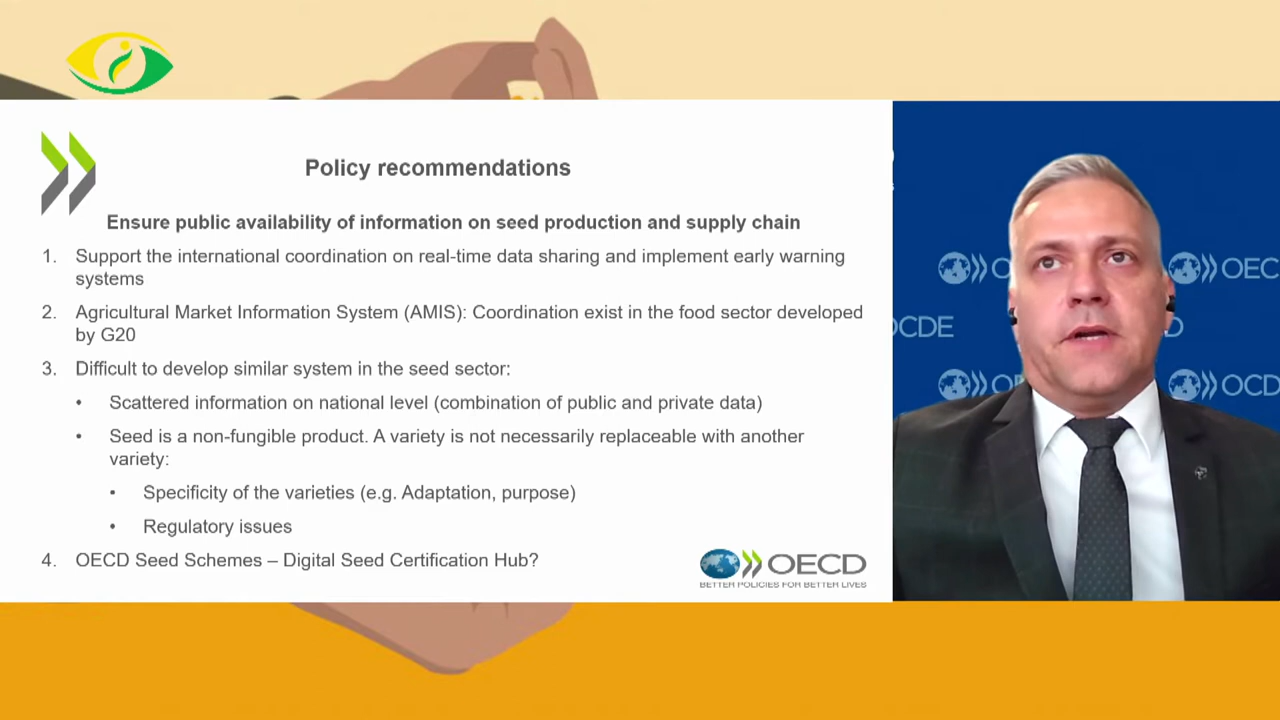 Policy recommendations
Ensure public availability of information on seed production and supply chain
1. Support the international coordination on real-time data sharing and implement early warning
systems
2. Agricultural Market Information System (AMIS): Coordination exist in the food sector developed
by G20
3. Difficult to develop similar system in the seed sector:
• Scattered information on national level (combination of public and private data)
• Seed is a non-fungible product. A variety is not necessarily replaceable with another
variety:
• Specificity of the varieties (e.g. Adaptation, purpose)
• Regulatory issues
4. OECD Seed Schemes – Digital Seed Certification Hub?
OECD
BETTER POLICIES FOR BETTER LIVES
OEC
OCDE
D
OCD